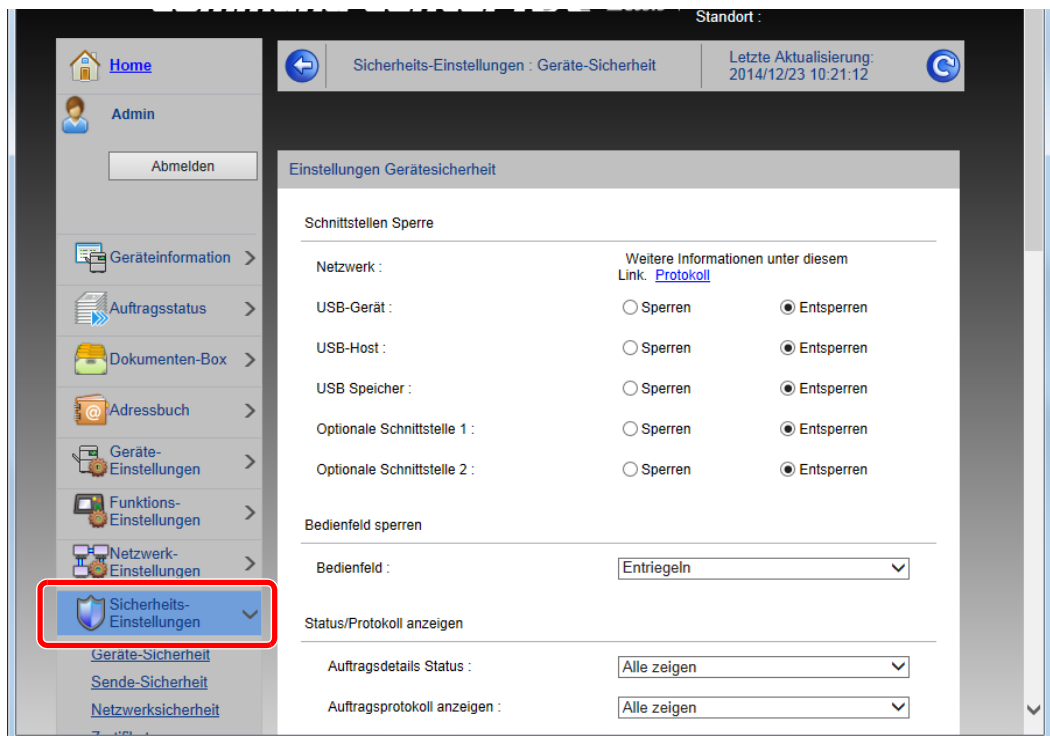 Standort :
Home
Sicherheits-Einstellungen : Geräte-Sicherheit
Letzte Aktualisierung:
2014/12/23 10:21:12
Admin
Abmelden
Einstellungen Gerätesicherheit
Schnittstellen Sperre
Geräteinformation
Netzwerk :
Weitere Informationen unter diesem
Link. Protokoll
Auftragsstatus
USB-Gerät :
Sperren
Entsperren
Dokumenten-Box
USB-Host :
Sperren
Entsperren
USB Speicher :
Sperren
Entsperren
Adressbuch
Optionale Schnittstelle 1 :
Sperren
Entsperren
Geräte-
Einstellungen
Optionale Schnittstelle 2 :
Sperren
Entsperren
Funktions-
Einstellungen
Bedienfeld sperren
Netzwerk-
Einstellungen
Bedienfeld :
Entriegeln
Sicherheits-
Einstellungen
Status/Protokoll anzeigen
Geräte-Sicherheit
Auftragsdetails Status :
Alle zeigen
Sende-Sicherheit
Netzwerksicherheit
Auftragsprotokoll anzeigen :
Alle zeigen